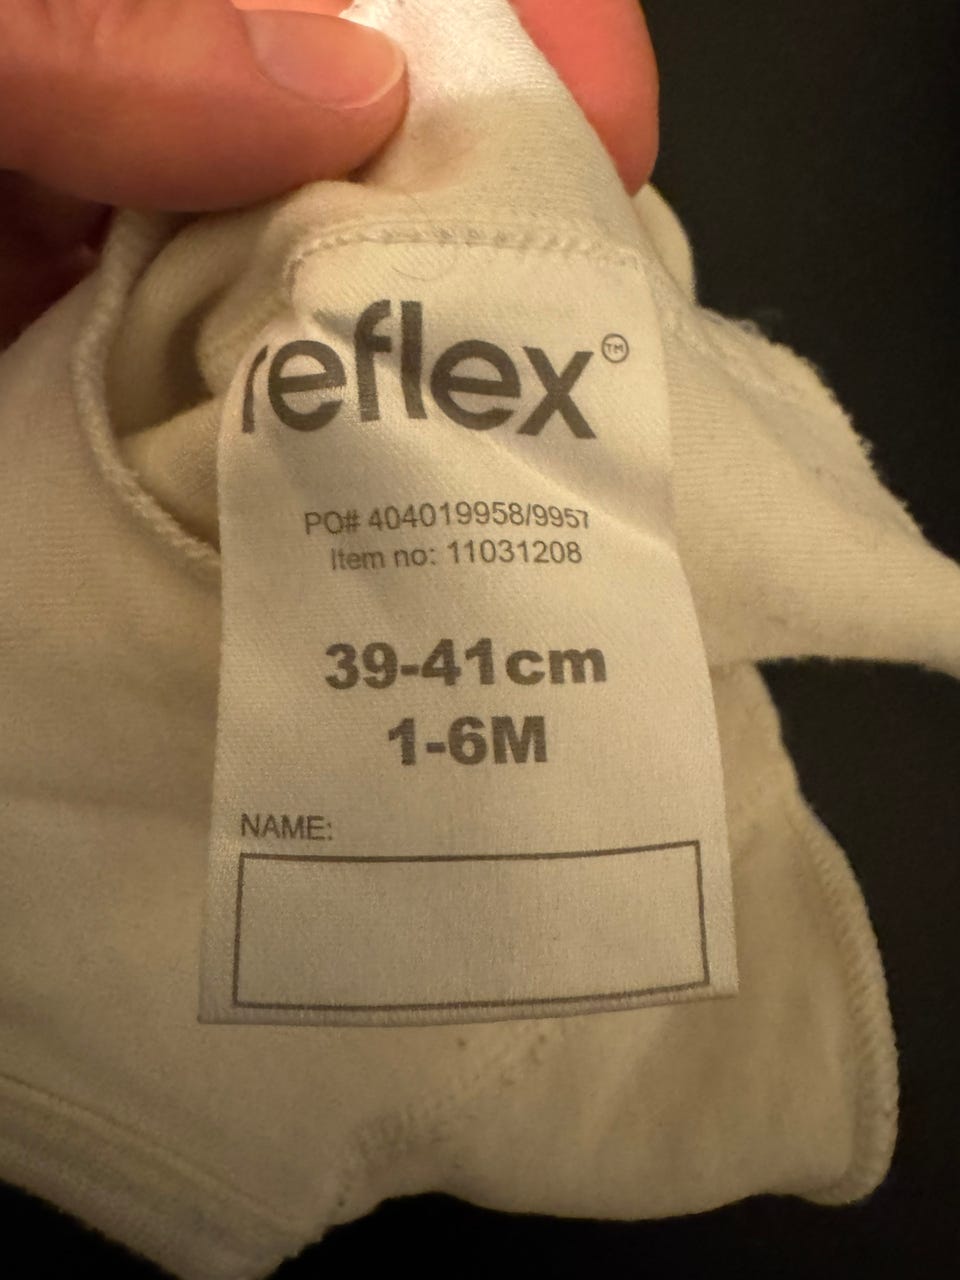 reflex™
PO# 404019958/9957
Item no: 11031208
39-41cm
1-6M
NAME: